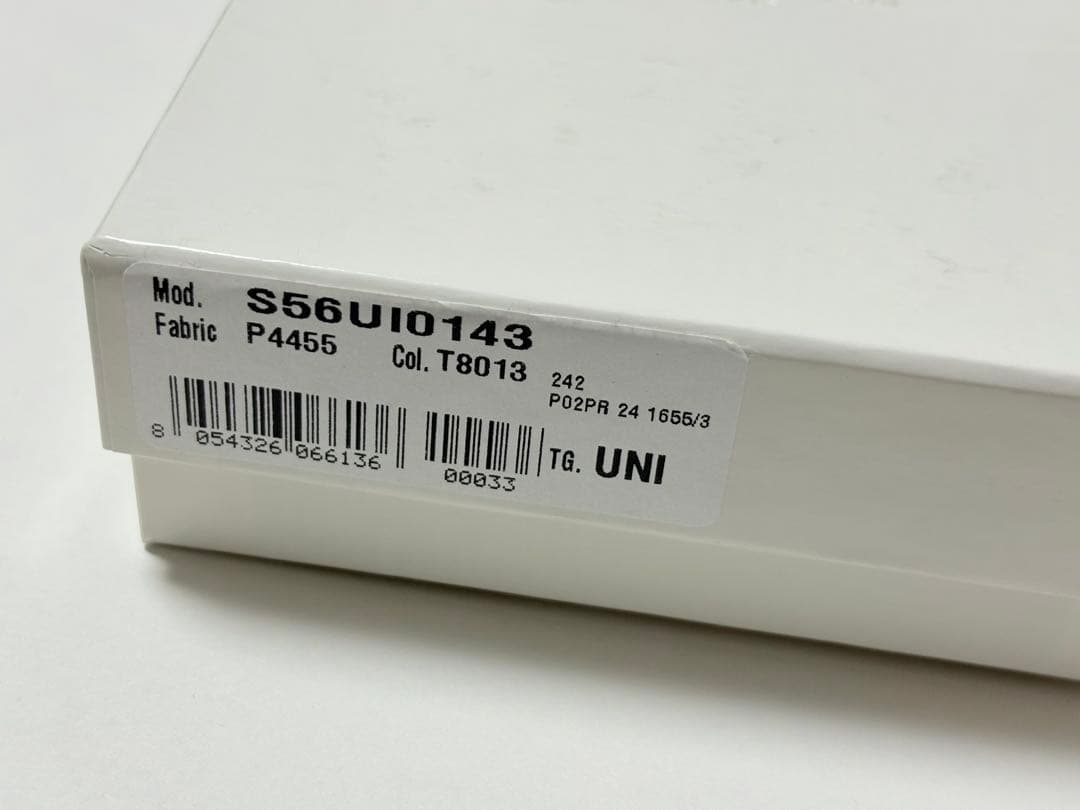 Mod. S56UI0143
Fabric P4455 Col. T8013 242
P02PR 24 1655/3
8 054326 066136 00033 TG. UNI